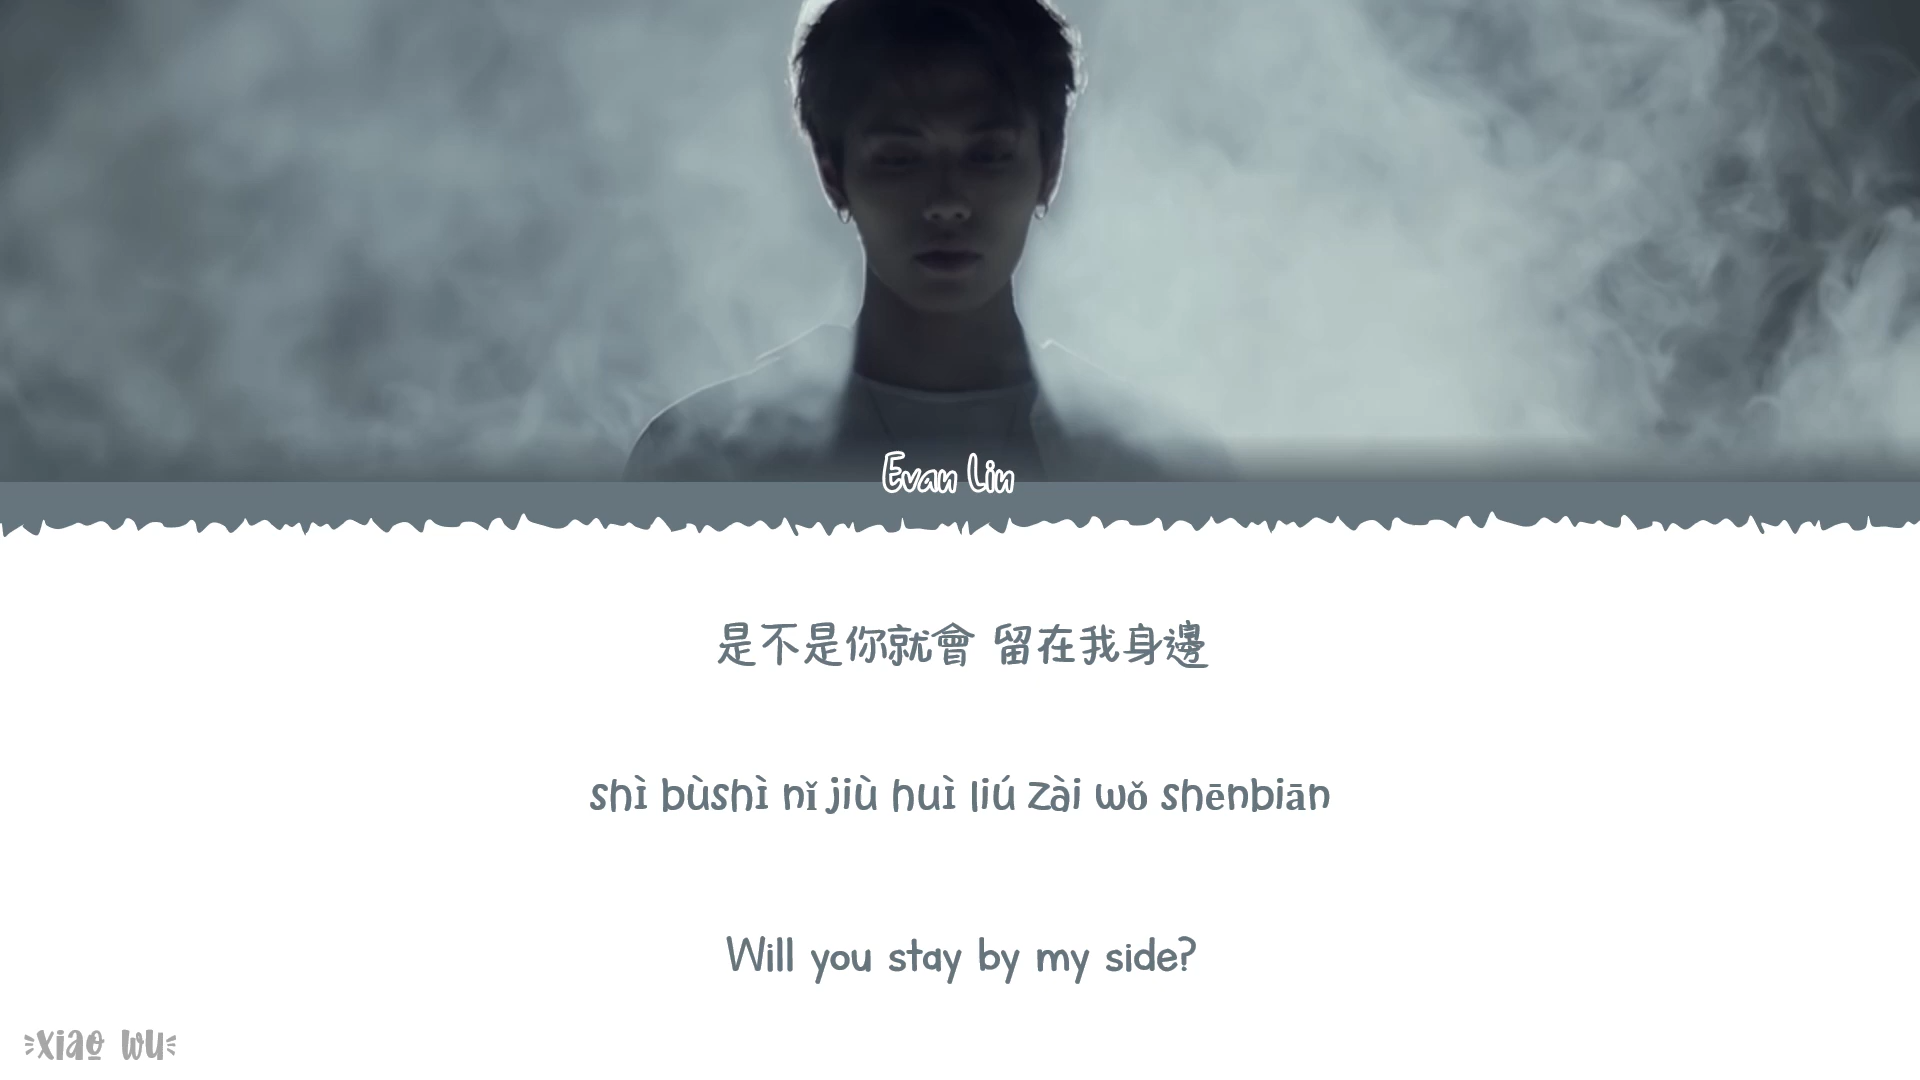 Evan Lin
是不是你就會 留在我身邊
shì bùshì nǐ jiù huì liú zài wǒ shēnbiān
Will you stay by my side?
xiao wu